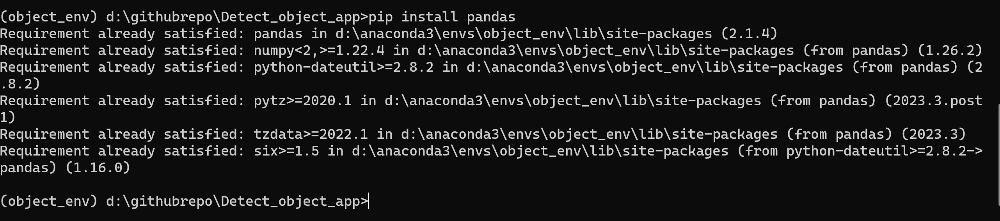 (object_env) d:\githubrepo\Detect_object_app>pip install pandas
Requirement already satisfied: pandas in d:\anaconda3\envs\object_env\lib\site-packages (2.1.4)
Requirement already satisfied: numpy<2,>=1.22.4 in d:\anaconda3\envs\object_env\lib\site-packages (from pandas) (1.26.2)
Requirement already satisfied: python-dateutil>=2.8.2 in d:\anaconda3\envs\object_env\lib\site-packages (from pandas) (2
.8.2)
Requirement already satisfied: pytz>=2020.1 in d:\anaconda3\envs\object_env\lib\site-packages (from pandas) (2023.3.post
1)
Requirement already satisfied: tzdata>=2022.1 in d:\anaconda3\envs\object_env\lib\site-packages (from pandas) (2023.3)
Requirement already satisfied: six>=1.5 in d:\anaconda3\envs\object_env\lib\site-packages (from python-dateutil>=2.8.2->
pandas) (1.16.0)
(object_env) d:\githubrepo\Detect_object_app>